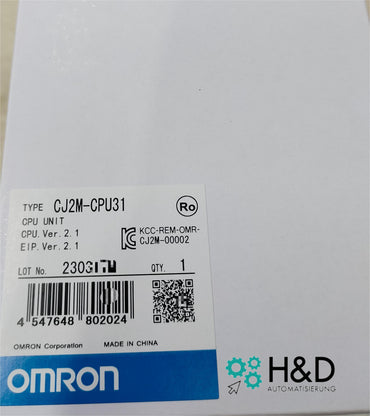 TYPE CJ2M-CPU31
Ro
CPU UNIT
CPU. Ver. 2.1
EIP. Ver. 2.1
KCC-REM-OMR-
CJ2M-00002
LOT No. QTY. 1
4 547648 802024
OMRON Corporation MADE IN CHINA
OMRON
H&D
AUTOMATISIERUNG